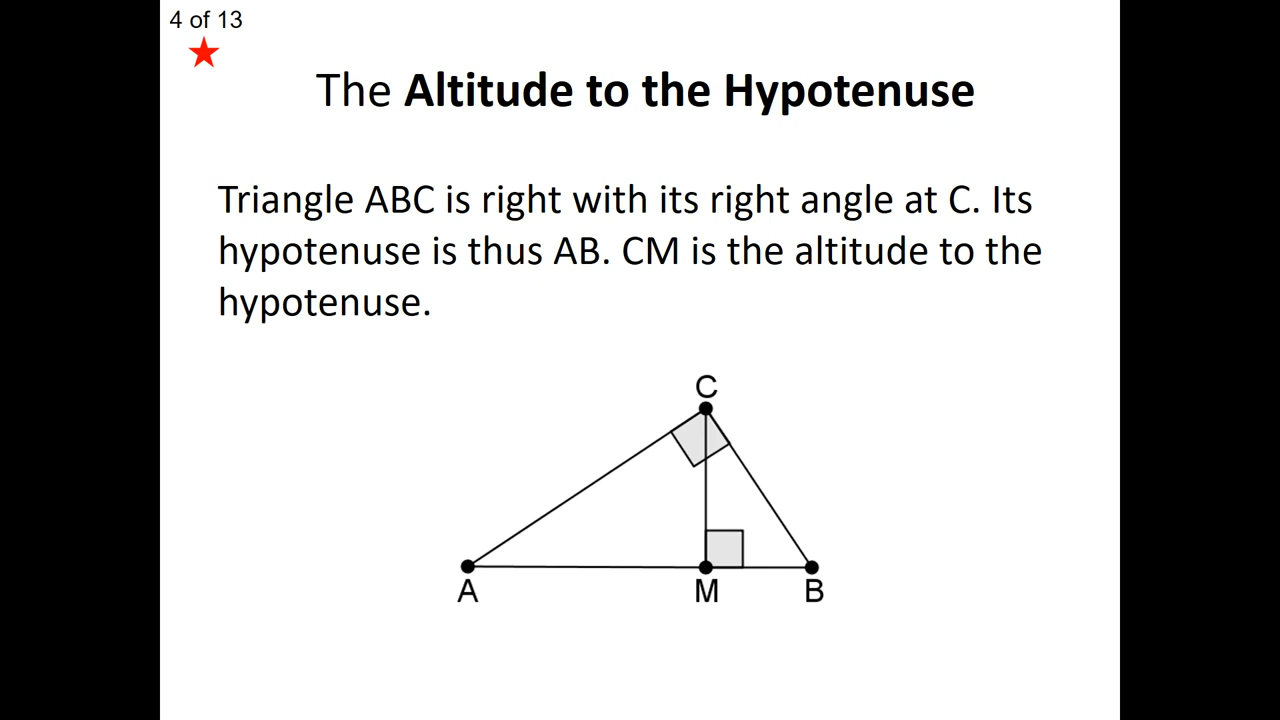 4 of 13
The Altitude to the Hypotenuse
Triangle ABC is right with its right angle at C. Its
hypotenuse is thus AB. CM is the altitude to the
hypotenuse.
C
A
M
B